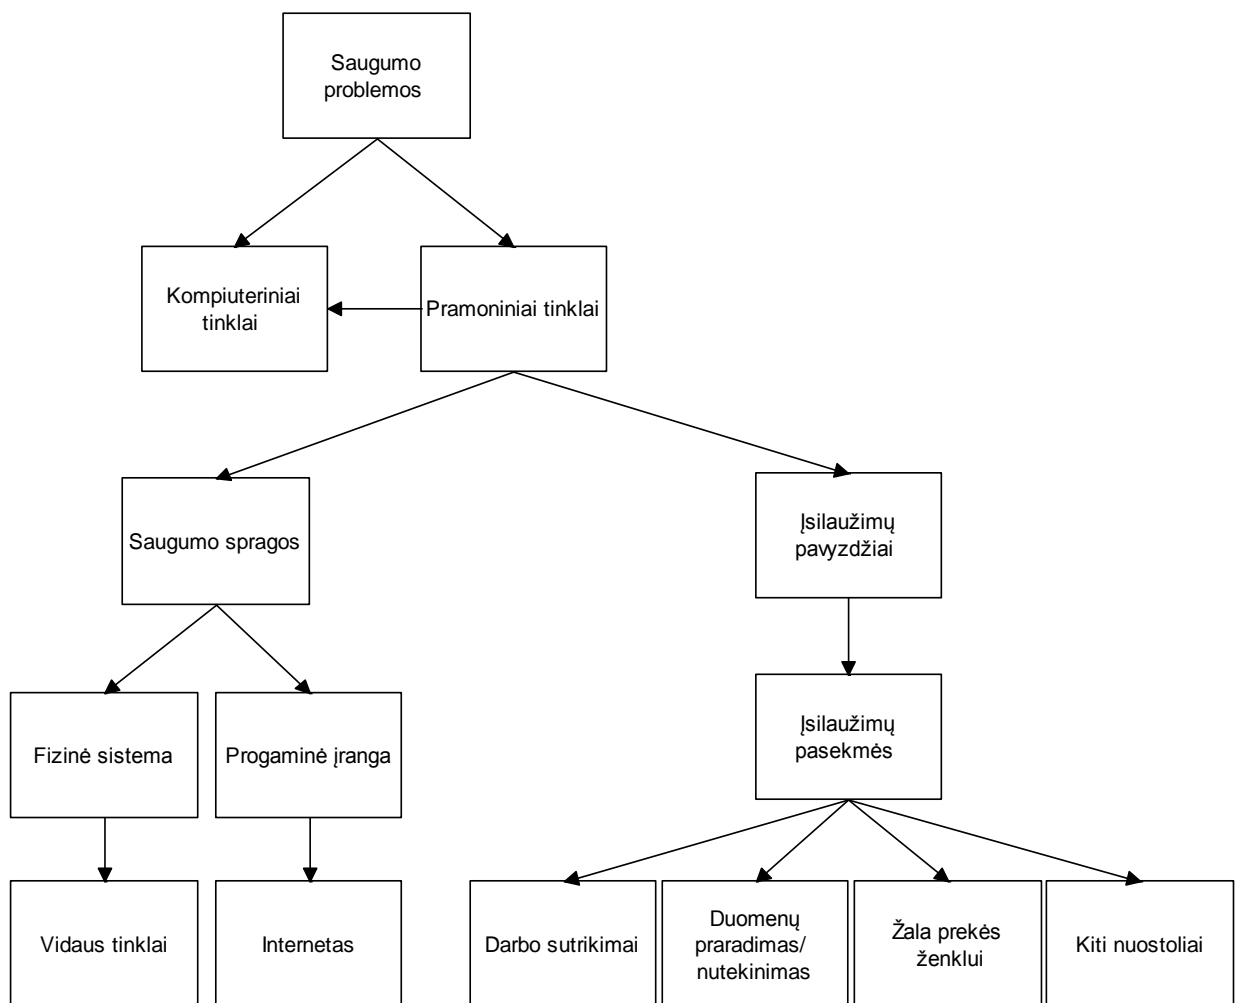 Saugumo
problemos
Kompiuteriniai
tinklai
Pramoniniai tinklai
Saugumo spragos
Įsilaužimų
pavyzdžiai
Fizinė sistema
Progaminė įranga
Įsilaužimų
pasekmės
Vidaus tinklai
Internetas
Darbo sutrikimai
Duomenų
praradimas/
nutekinimas
Žala prekės
ženklui
Kiti nuostoliai